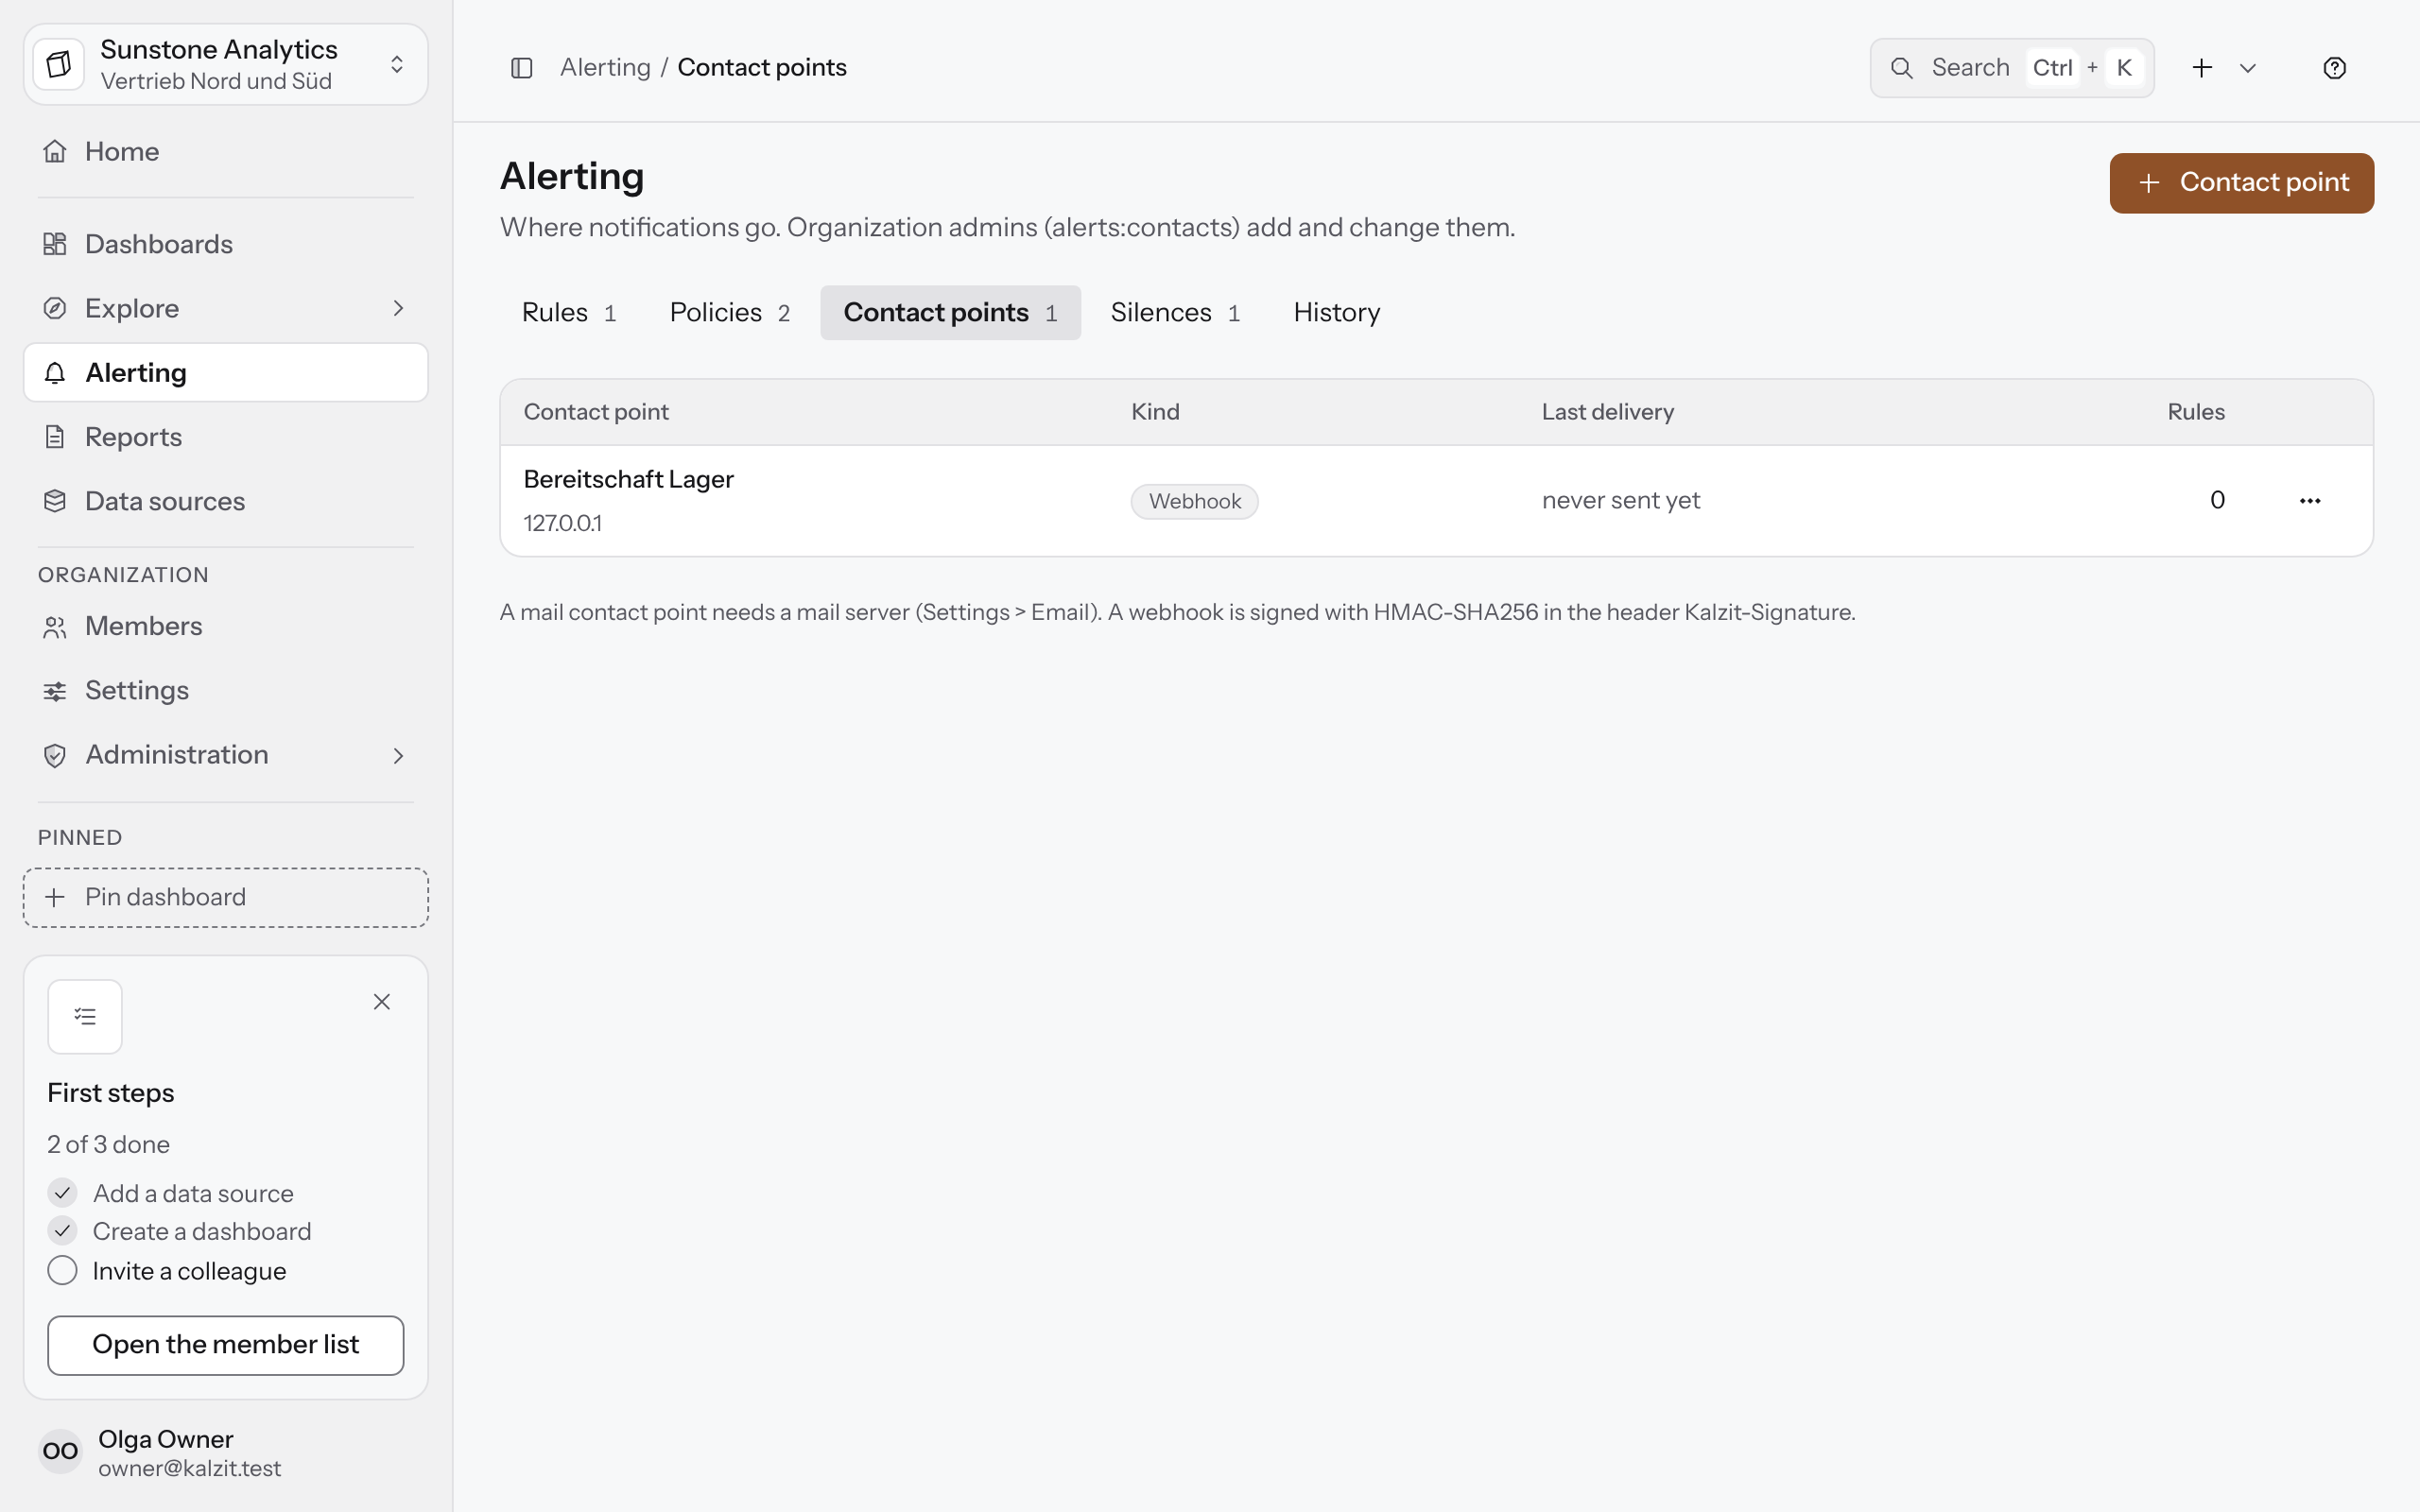 Sunstone Analytics
Vertrieb Nord und Süd
Home
Dashboards
Explore
Alerting
Reports
Data sources
ORGANIZATION
Members
Settings
Administration
PINNED
Pin dashboard
First steps
2 of 3 done
Add a data source
Create a dashboard
Invite a colleague
Open the member list
OO
Olga Owner
owner@kalzit.test
Alerting / Contact points
Search Ctrl + K
Alerting
Contact point
Where notifications go. Organization admins (alerts:contacts) add and change them.
Rules 1 Policies 2 Contact points 1 Silences 1 History
Contact point Kind Last delivery Rules
Bereitschaft Lager
127.0.0.1
Webhook never sent yet 0
A mail contact point needs a mail server (Settings > Email). A webhook is signed with HMAC-SHA256 in the header Kalzit-Signature.